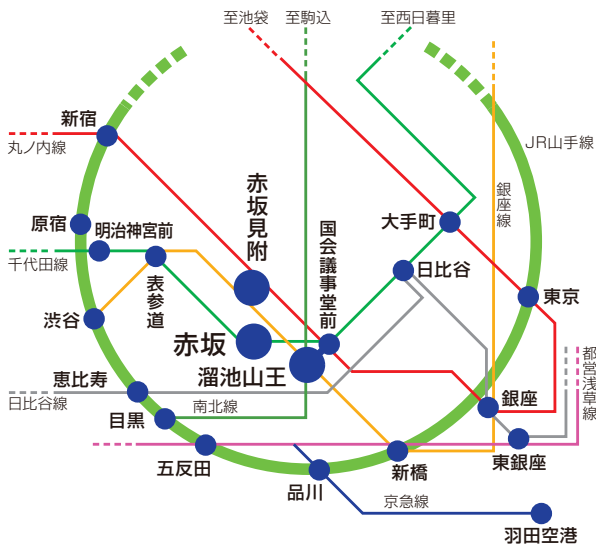 至池袋
至駒込
至西日暮里
新宿
丸ノ内線
JR山手線
赤坂見附
銀座線
原宿
明治神宮前
国会議事堂前
大手町
千代田線
日比谷
表参道
東京
渋谷
赤坂
溜池山王
都営浅草線
恵比寿
日比谷線
南北線
銀座
目黒
五反田
新橋
東銀座
品川
京急線
羽田空港